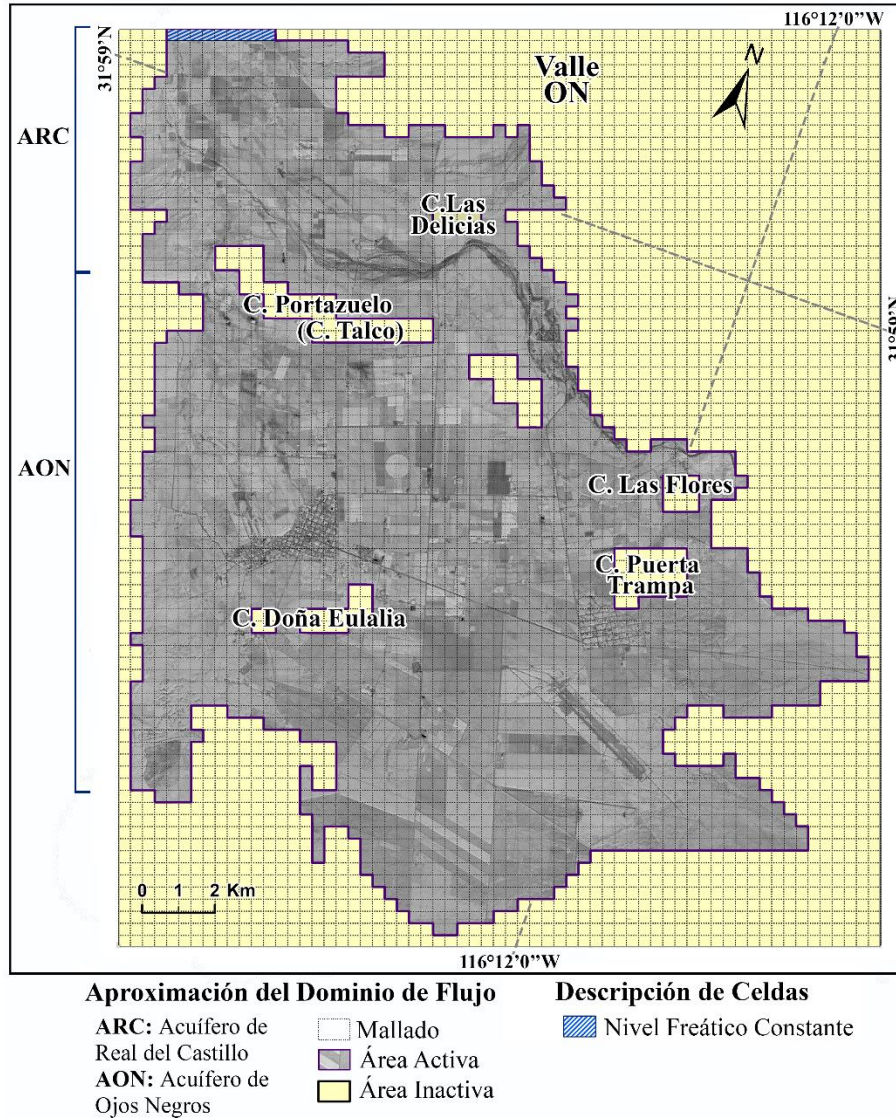 116°12'0''W
31°59'N
Valle
ON
N
ARC
C.Las
Delicias
C. Portazuelo
(C. Talco)
31°59'N
AON
C. Las Flores
C. Puerta
Trampa
C. Doña Eulalia
0 1 2 Km
116°12'0''W
Aproximación del Dominio de Flujo
ARC: Acuífero de
Real del Castillo
AON: Acuífero de
Ojos Negros
Mallado
Área Activa
Área Inactiva
Descripción de Celdas
Nivel Freático Constante